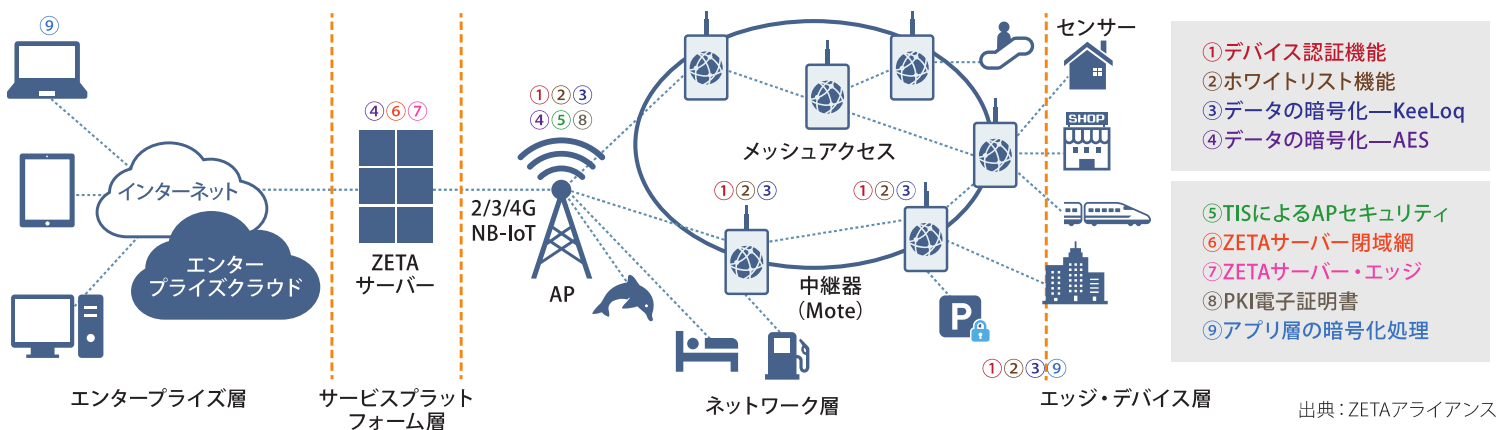 ⑨
インターネット
エンター
プライズクラウド
エンタープライズ層
④⑥⑦
ZETA
サーバー
サービスプラット
フォーム層
2/3/4G
NB-IoT
①②③
④⑤⑧
AP
メッシュアクセス
①②③
①②③
中継器
(Mote)
P
ネットワーク層
センサー
SHOP
①②③⑨
エッジ・デバイス層
①デバイス認証機能
②ホワイトリスト機能
③データの暗号化―KeeLoq
④データの暗号化―AES
⑤TISによるAPセキュリティ
⑥ZETAサーバー閉域網
⑦ZETAサーバー・エッジ
⑧PKI電子証明書
⑨アプリ層の暗号化処理
出典：ZETAアライアンス